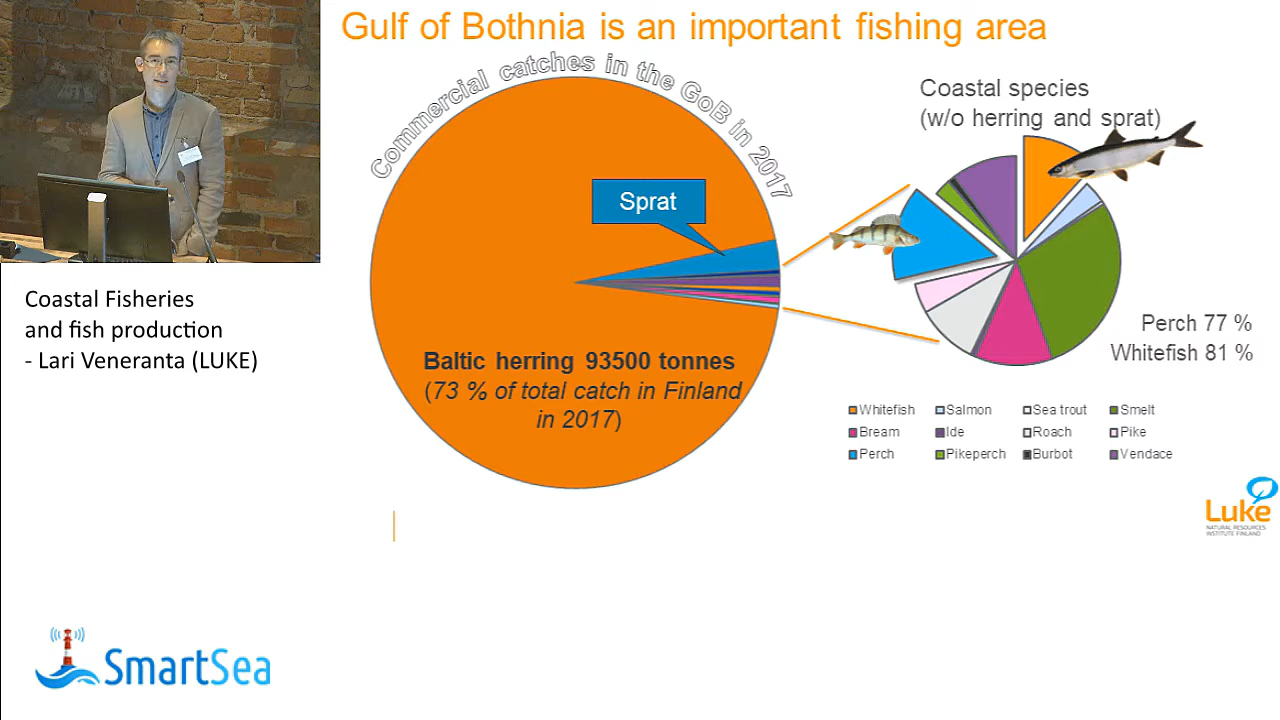 Gulf of Bothnia is an important fishing area
Commercial catches in the GoB in 2017
Sprat
Baltic herring 93500 tonnes
(73 % of total catch in Finland
in 2017)
Coastal species
(w/o herring and sprat)
Perch 77 %
Whitefish 81 %
Whitefish Salmon Sea trout Smelt
Bream Ide Roach Pike
Perch Pikeperch Burbot Vendace
Luke
NATURAL RESOURCES
INSTITUTE FINLAND
Coastal Fisheries
and fish production
- Lari Veneranta (LUKE)
SmartSea